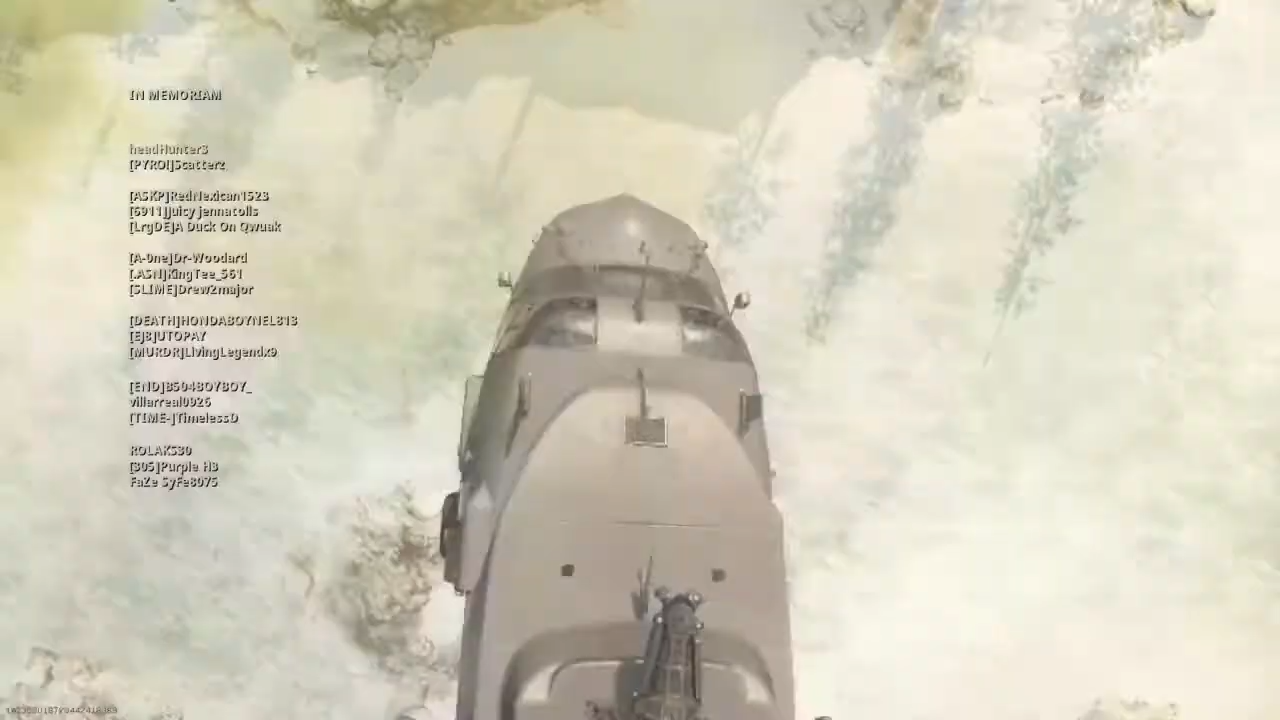 IN MEMORIAM
headHunter3
[PYRO!]Scatterz
[ASKP]RedNexican1523
[6911]Juicy jennatolls
[LrgDE]A Duck On Qwuak
[A-0ne]Dr-Woodard
[.ASN]KingTee_561
[SLIME]Drew2major
[DEATH]HONDABOYNEL813
[EJ8]UTOPAY
[MURDR]LivingLegendx9
[END]8504BOYBOY_
villarreal0926
[TIME-]TimelessD
ROLAKS30
[305]Purple H3
FaZe SyFe8075